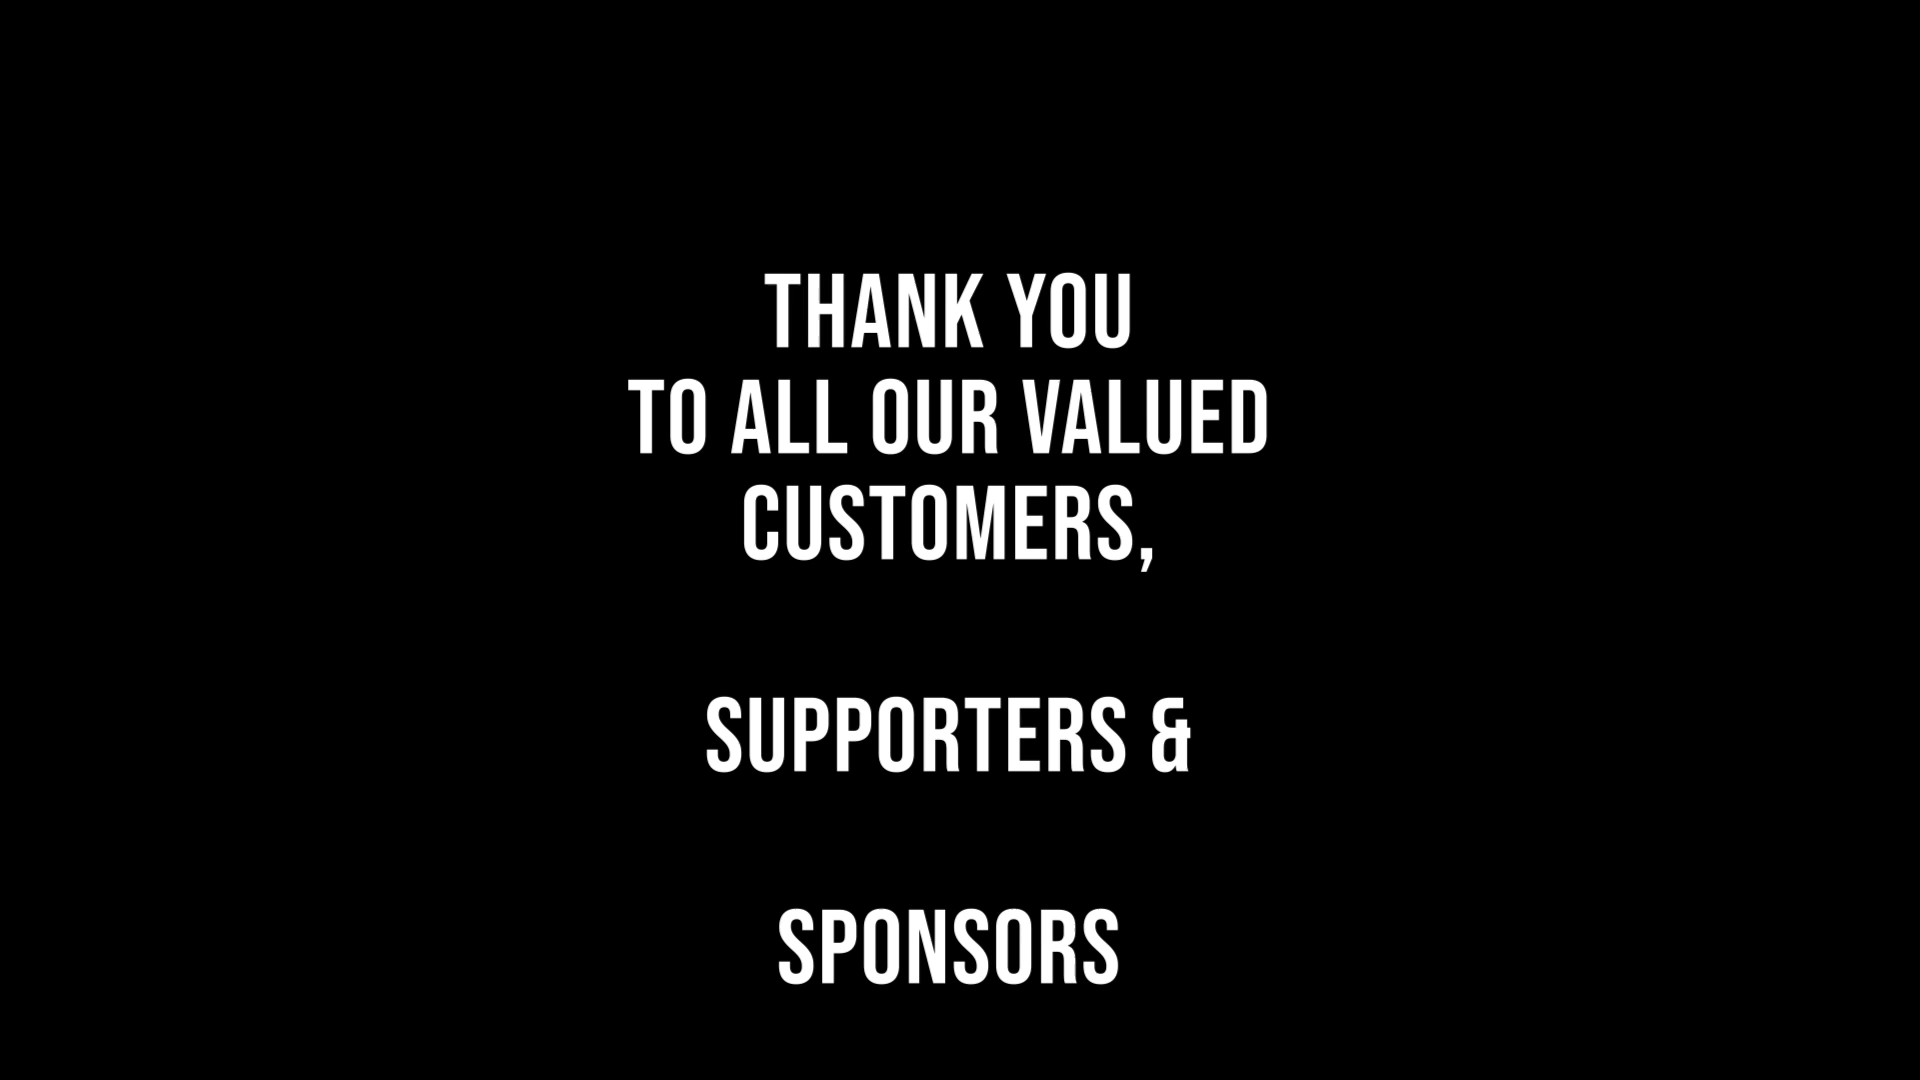 THANK YOU
TO ALL OUR VALUED
CUSTOMERS,
SUPPORTERS &
SPONSORS